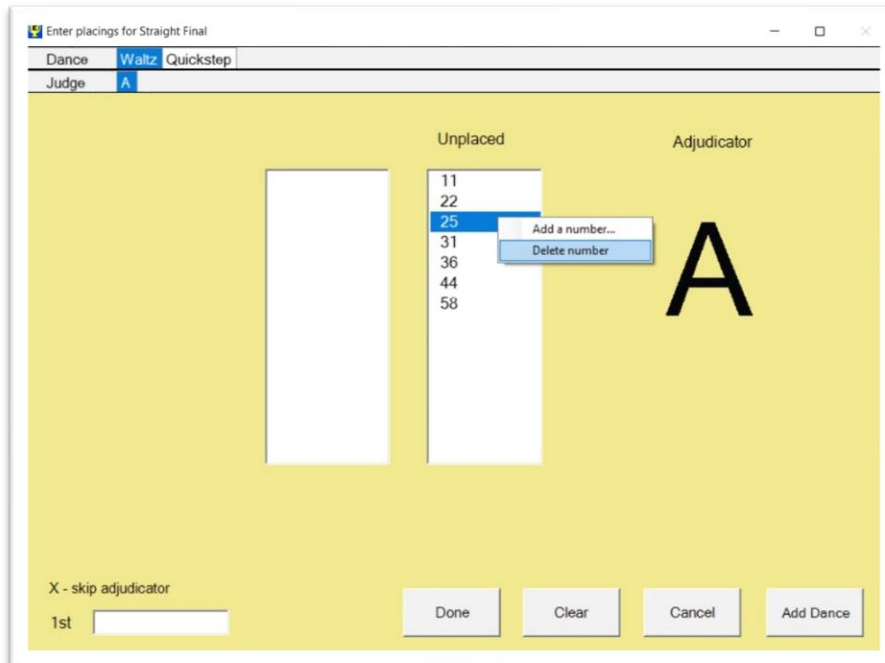 Enter placings for Straight Final
Dance Waltz Quickstep
Judge A
Unplaced
Adjudicator
11
22
25
31
36
44
58
Add a number...
Delete number
A
X - skip adjudicator
1st
Done Clear Cancel Add Dance